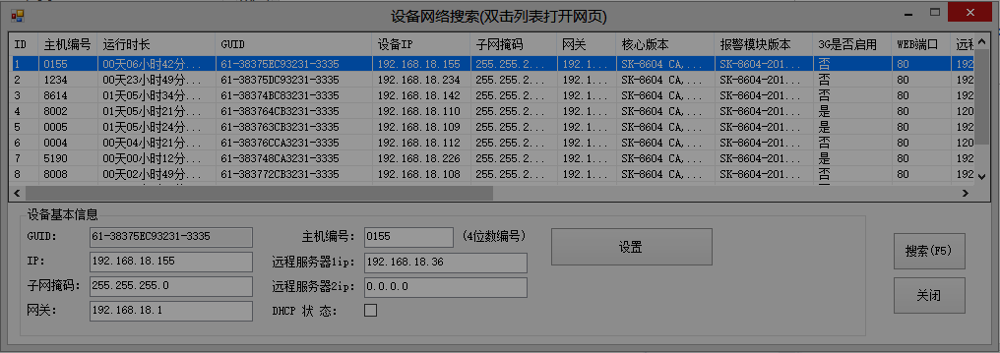 设备网络搜索(双击列表打开网页)
ID 主机编号 运行时长 GUID 设备IP 子网掩码 网关 核心版本 报警模块版本 3G是否启用 WEB端口 远程
1 0155 00天06小时42分... 61-38375EC93231-3335 192.168.18.155 255.255.2... 192.1... SK-8604 CA,... SK-8604-201... 否 80 192
2 1234 00天23小时49分... 61-38375DC93231-3335 192.168.18.234 255.255.2... 192.1... SK-8604 CA,... SK-8604-201... 否 80 192
3 8614 01天05小时34分... 61-38374BC83231-3335 192.168.18.142 255.255.2... 192.1... SK-8604 CA,... SK-8604-201... 否 80 192
4 8002 01天05小时21分... 61-383764CB3231-3335 192.168.18.110 255.255.2... 192.1... SK-8604 CA,... SK-8604-201... 是 80 120
5 0005 01天05小时24分... 61-383763CB3231-3335 192.168.18.109 255.255.2... 192.1... SK-8604 CA,... SK-8604-201... 是 80 192
6 0004 00天04小时21分... 61-38376CCA3231-3335 192.168.18.112 255.255.2... 192.1... SK-8604 CA,... SK-8604-201... 否 80 120
7 5190 00天00小时12分... 61-383748CA3231-3335 192.168.18.226 255.255.2... 192.1... SK-8604 CA,... SK-8604-201... 是 80 192
8 8008 00天02小时49分... 61-383772CB3231-3335 192.168.18.108 255.255.2... 192.1... SK-8604 CA,... SK-8604-201... 否 80 192
设备基本信息
GUID: 61-38375EC93231-3335 主机编号: 0155 (4位数编号) 设置 搜索(F5)
IP: 192.168.18.155 远程服务器1ip: 192.168.18.36
子网掩码: 255.255.255.0 远程服务器2ip: 0.0.0.0 关闭
网关: 192.168.18.1 DHCP 状 态: